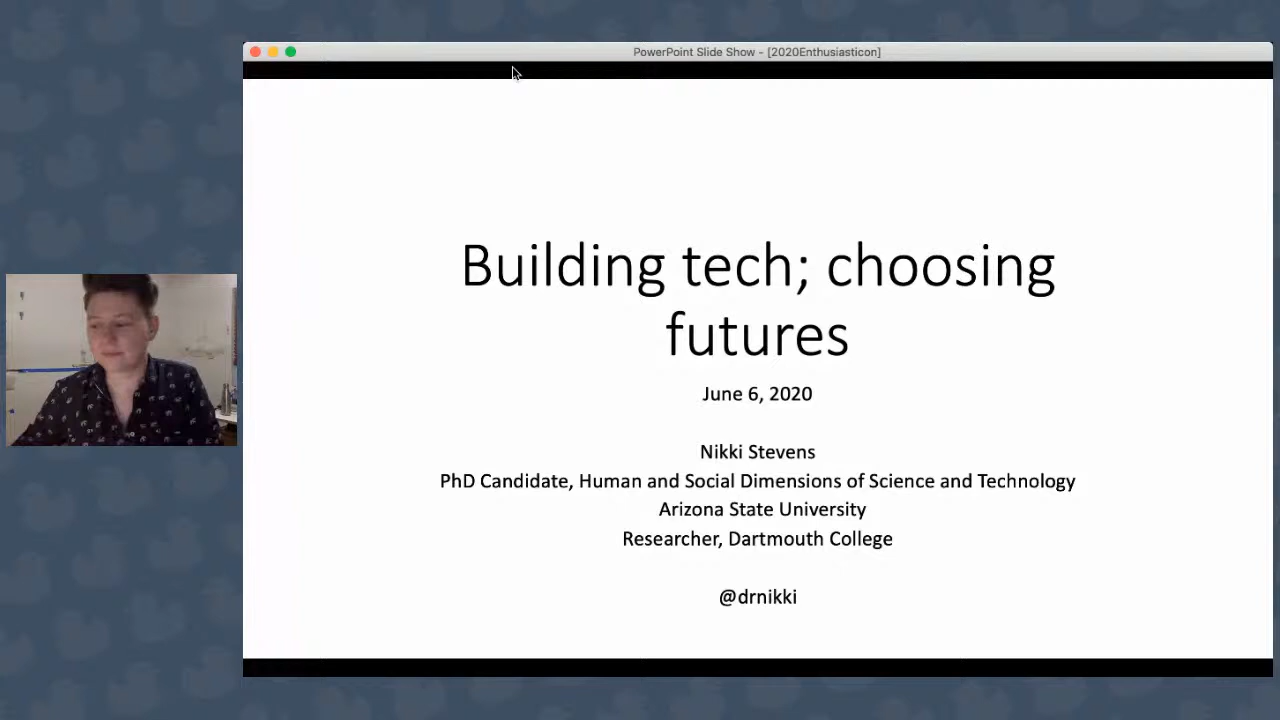 PowerPoint Slide Show - [2020Enthusiasticon]
Building tech; choosing
futures
June 6, 2020
Nikki Stevens
PhD Candidate, Human and Social Dimensions of Science and Technology
Arizona State University
Researcher, Dartmouth College
@drnikki